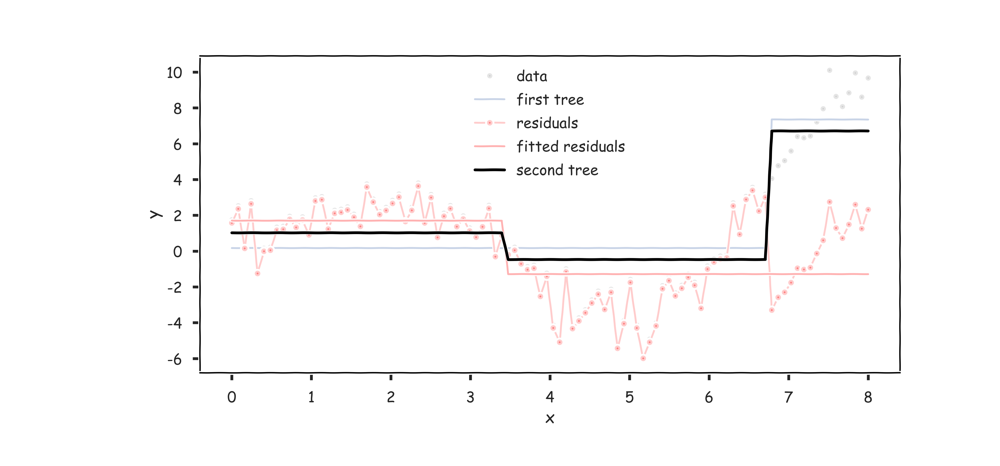 10
8
6
4
2
0
-2
-4
-6
y
data
first tree
residuals
fitted residuals
second tree
0 1 2 3 4 5 6 7 8
x